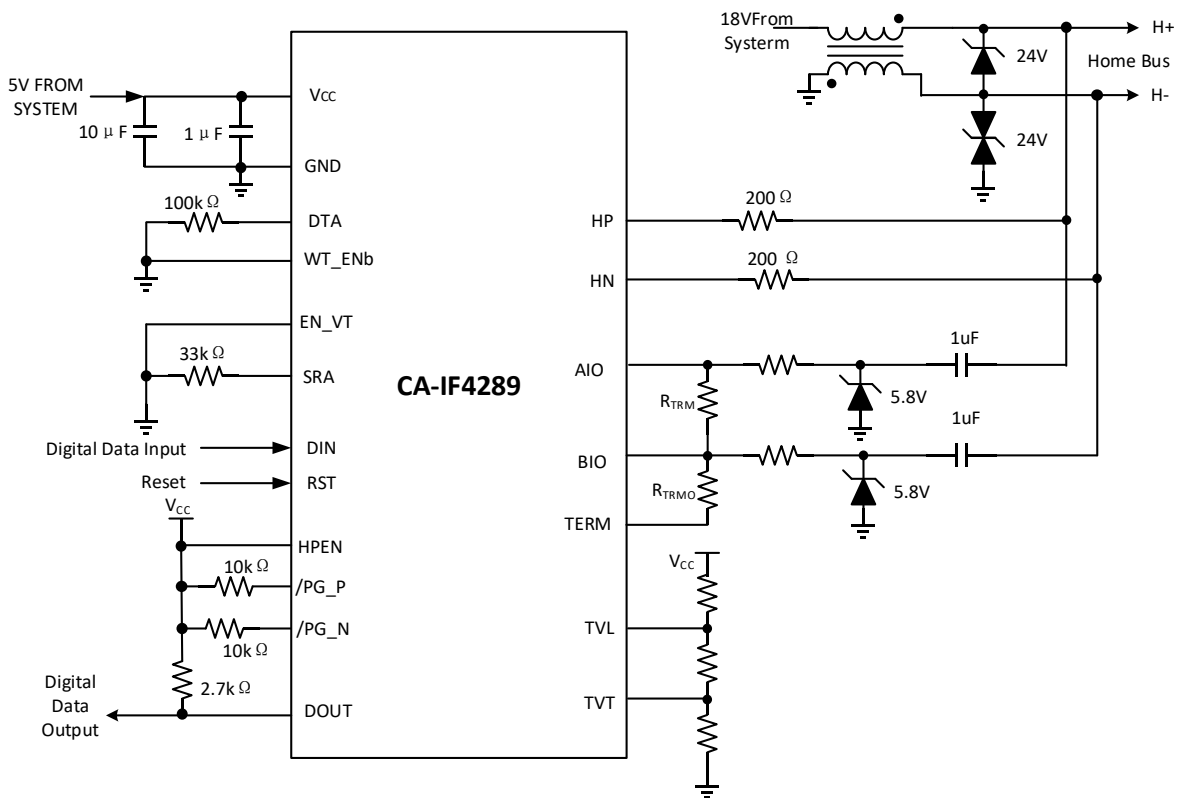 18VFrom
Systerm
H+
24V
Home Bus
H-
24V
5V FROM
SYSTEM
10 μ F
1 μ F
VCC
GND
100k Ω
DTA
WT_ENb
EN_VT
33k Ω
SRA
Digital Data Input
DIN
Reset
RST
VCC
HPEN
10k Ω
/PG_P
/PG_N
10k Ω
2.7k Ω
Digital
Data
Output
DOUT
CA-IF4289
HP
200 Ω
HN
200 Ω
AIO
1uF
RTRM
5.8V
1uF
BIO
RTRMO
5.8V
TERM
VCC
TVL
TVT